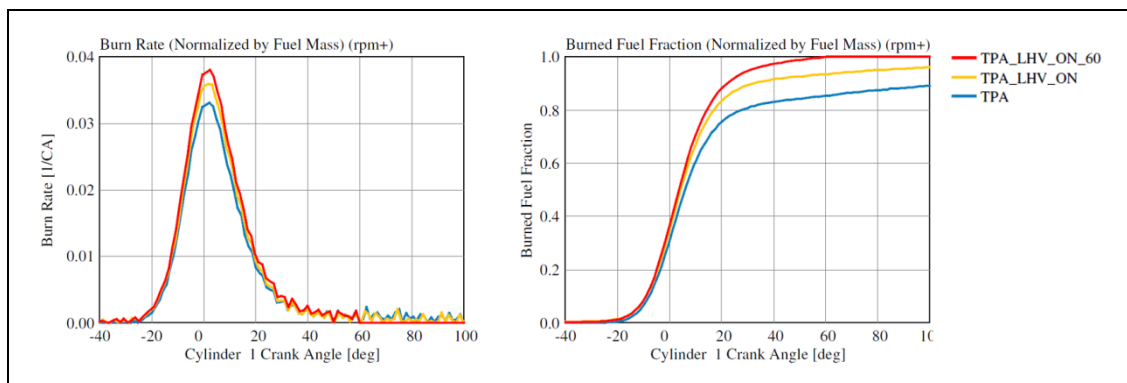 Burn Rate (Normalized by Fuel Mass) (rpm+)
0.04
0.03
0.02
0.01
0.00
Burn Rate [1/CA]
-40 -20 0 20 40 60 80 100
Cylinder 1 Crank Angle [deg]
Burned Fuel Fraction (Normalized by Fuel Mass) (rpm+)
1.0
0.8
0.6
0.4
0.2
0.0
Burned Fuel Fraction
-40 -20 0 20 40 60 80 10
Cylinder 1 Crank Angle [deg]
TPA_LHV_ON_60
TPA_LHV_ON
TPA